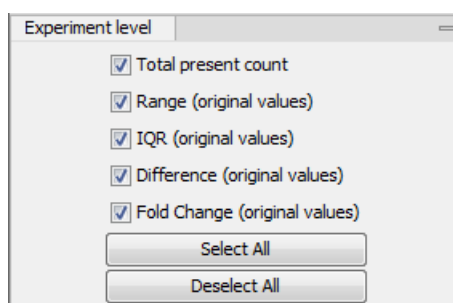 Experiment level
Total present count
Range (original values)
IQR (original values)
Difference (original values)
Fold Change (original values)
Select All
Deselect All